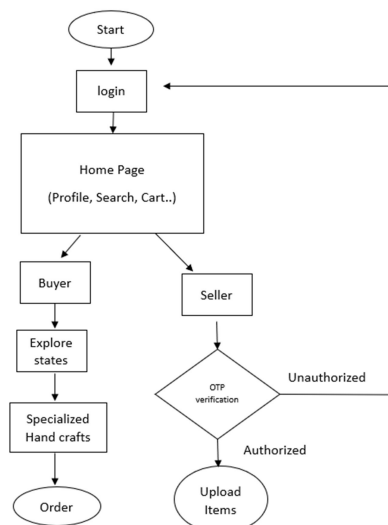 Start
login
Home Page
(Profile, Search, Cart..)
Buyer
Seller
Explore
states
OTP
verification
Unauthorized
Specialized
Hand crafts
Authorized
Order
Upload
Items